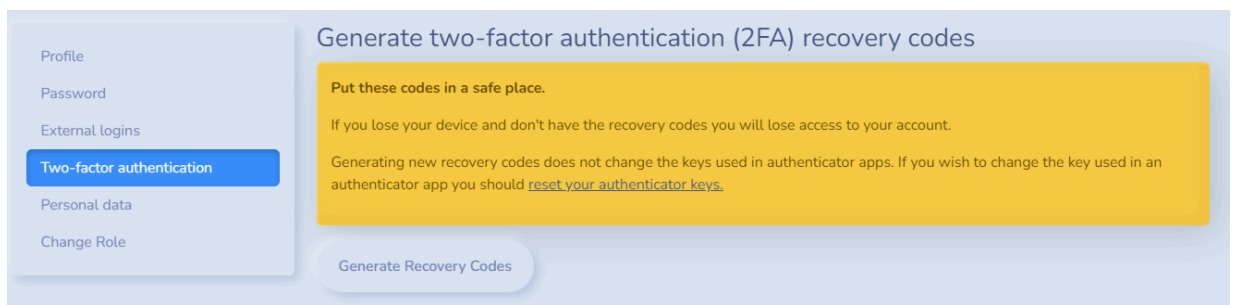 Profile
Password
External logins
Two-factor authentication
Personal data
Change Role
Generate two-factor authentication (2FA) recovery codes
Put these codes in a safe place.
If you lose your device and don't have the recovery codes you will lose access to your account.
Generating new recovery codes does not change the keys used in authenticator apps. If you wish to change the key used in an
authenticator app you should reset your authenticator keys.
Generate Recovery Codes